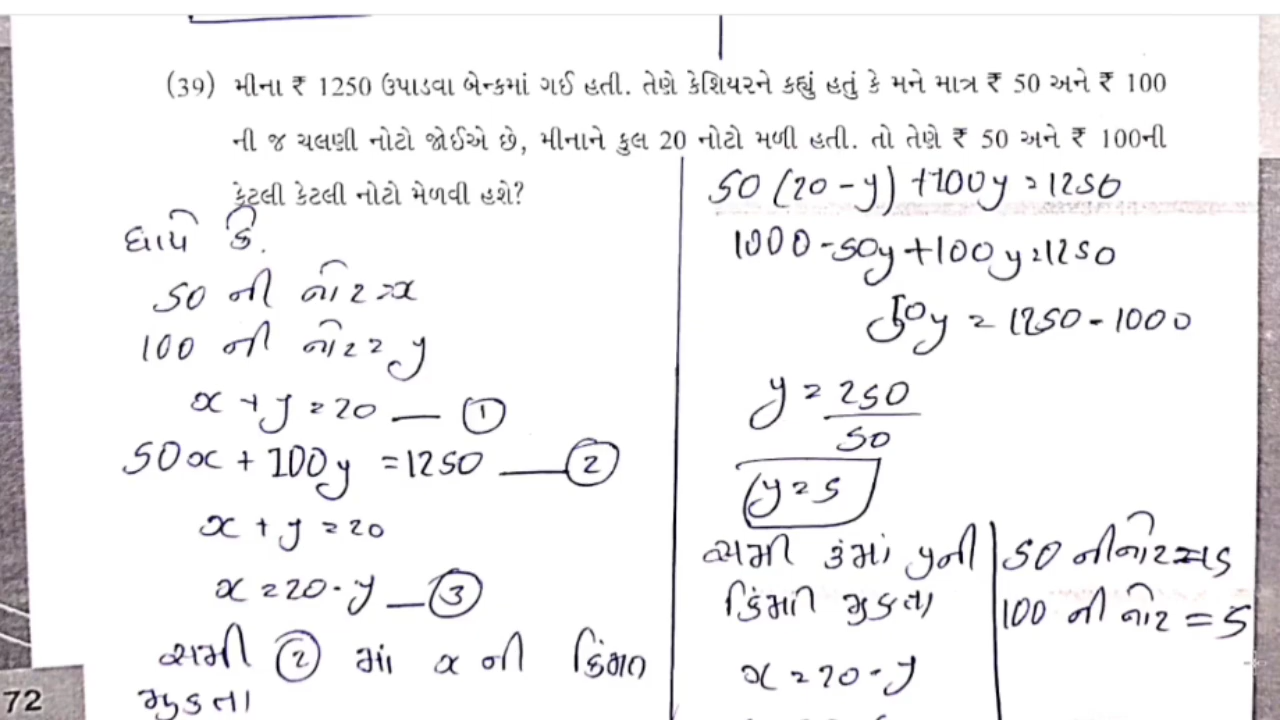 (39) મીના ₹ 1250 ઉપાડવા બેન્કમાં ગઈ હતી. તેણે કેશિયરને કહ્યું હતું કે મને માત્ર ₹ 50 અને ₹ 100
ની જ ચલણી નોટો જોઈએ છે, મીનાને કુલ 20 નોટો મળી હતી. તો તેણે ₹ 50 અને ₹ 100ની
કેટલી કેટલી નોટો મેળવી હશે?
ધારો કે.
50 ની નોટ = x
100 ની નોટ = y
x + y = 20 — ①
50x + 100y = 1250 — ②
x + y = 20
x = 20 - y — ③
સમી ② માં x ની કિંમત
મુકતા
50 (20 - y) + 100y = 1250
1000 - 50y + 100y = 1250
50y = 1250 - 1000
y = 250
50
y = 5
સમી ૩માં yની
કિંમત મુકતા
x = 20 - y
50 ની નોટ = 15
100 ની નોટ = 5
72